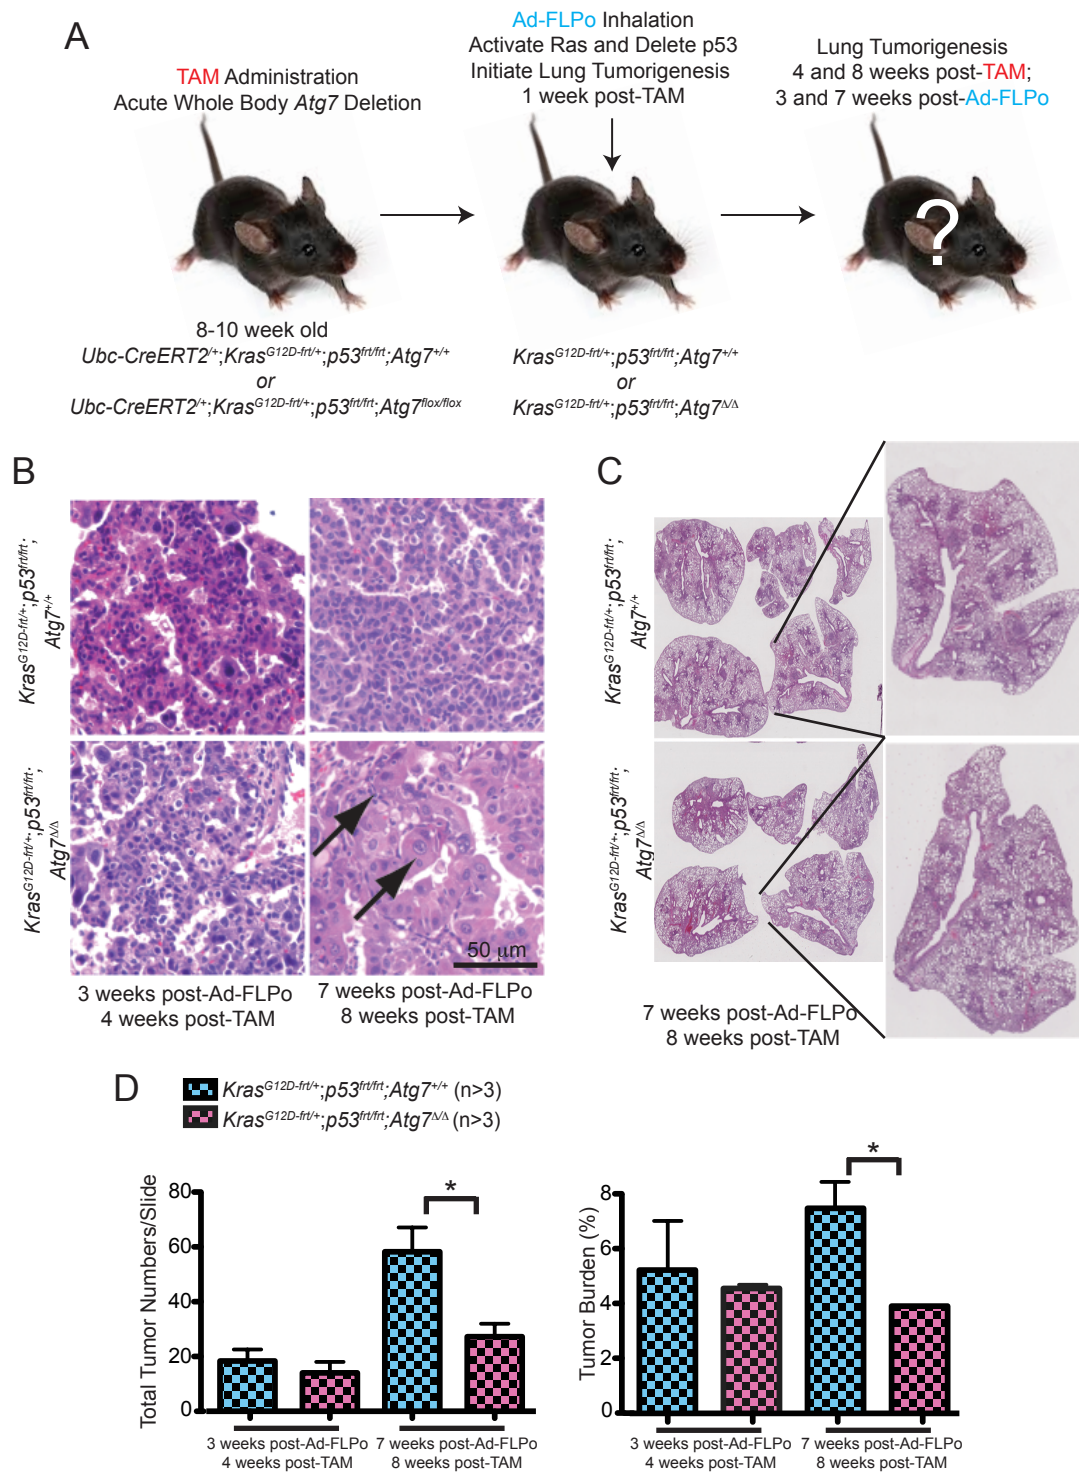 A
TAM Administration
Acute Whole Body Atg7 Deletion
Ad-FLPo Inhalation
Activate Ras and Delete p53
Initiate Lung Tumorigenesis
1 week post-TAM
Lung Tumorigenesis
4 and 8 weeks post-TAM;
3 and 7 weeks post-Ad-FLPo
?
8-10 week old
Ubc-CreERT2/+;KrasG12D-frt/+;p53frt/frt;Atg7+/+
or
Ubc-CreERT2/+;KrasG12D-frt/+;p53frt/frt;Atg7flox/flox
KrasG12D-frt/+;p53frt/frt;Atg7+/+
or
KrasG12D-frt/+;p53frt/frt;Atg7Δ/Δ
B
KrasG12D-frt/+;p53frt/frt;
Atg7+/+
KrasG12D-frt/+;p53frt/frt;
Atg7Δ/Δ
50 μm
3 weeks post-Ad-FLPo
4 weeks post-TAM
7 weeks post-Ad-FLPo
8 weeks post-TAM
C
KrasG12D-frt/+;p53frt/frt;
Atg7+/+
KrasG12D-frt/+;p53frt/frt;
Atg7Δ/Δ
7 weeks post-Ad-FLPo
8 weeks post-TAM
D
KrasG12D-frt/+;p53frt/frt;Atg7+/+ (n>3)
KrasG12D-frt/+;p53frt/frt;Atg7Δ/Δ (n>3)
Total Tumor Numbers/Slide
80
60
40
20
0
*
3 weeks post-Ad-FLPo
4 weeks post-TAM
7 weeks post-Ad-FLPo
8 weeks post-TAM
Tumor Burden (%)
8
6
4
2
0
*
3 weeks post-Ad-FLPo
4 weeks post-TAM
7 weeks post-Ad-FLPo
8 weeks post-TAM